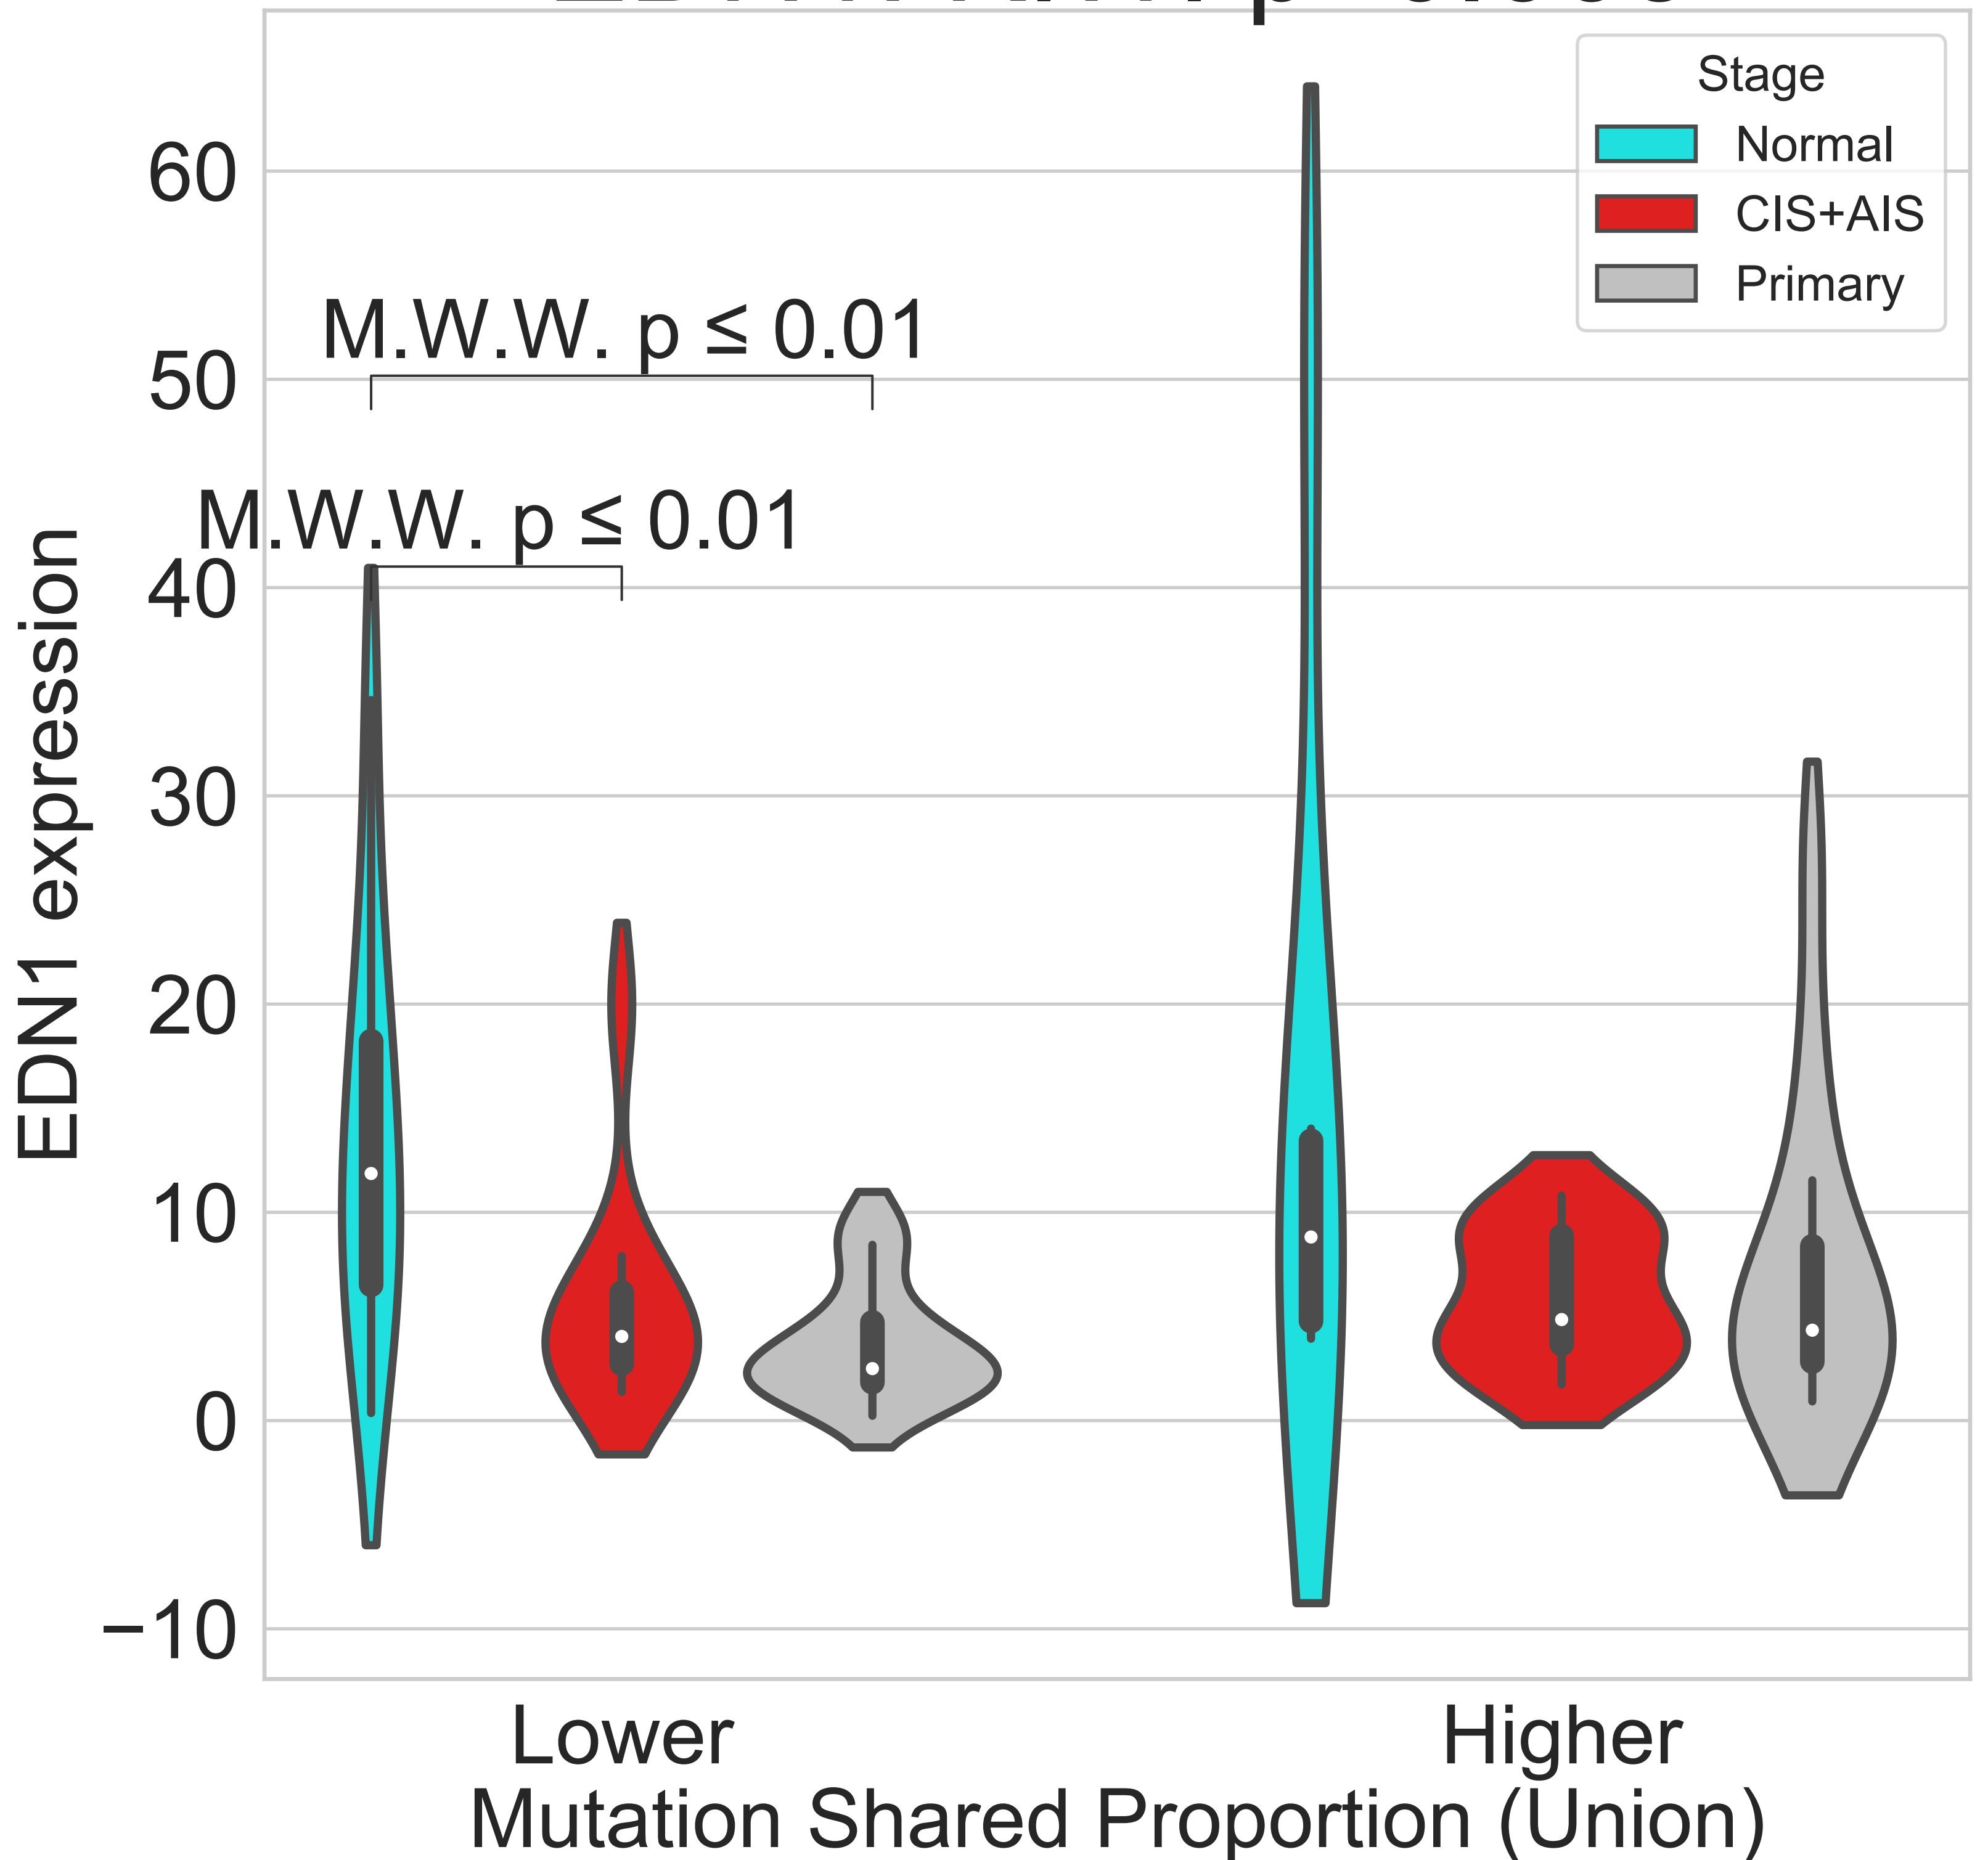 Stage
Normal
CIS+AIS
Primary
M.W.W. p ≤ 0.01
M.W.W. p ≤ 0.01
EDN1 expression
60
50
40
30
20
10
0
−10
Lower
Higher
Mutation Shared Proportion (Union)